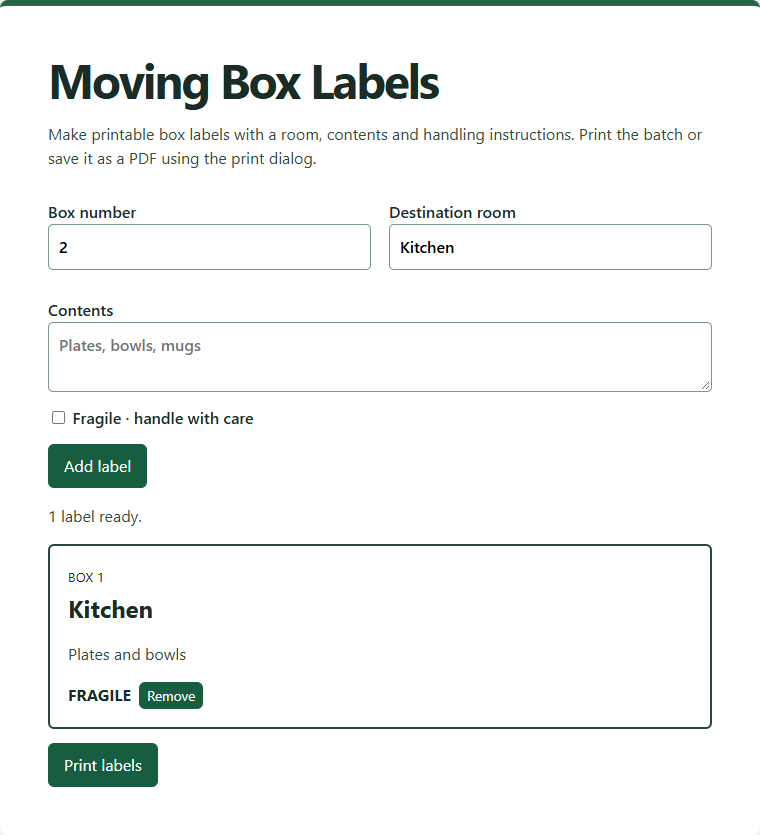 Moving Box Labels
Make printable box labels with a room, contents and handling instructions. Print the batch or
save it as a PDF using the print dialog.
Box number
Destination room
2
Kitchen
Contents
Plates, bowls, mugs
Fragile · handle with care
Add label
1 label ready.
BOX 1
Kitchen
Plates and bowls
FRAGILE Remove
Print labels